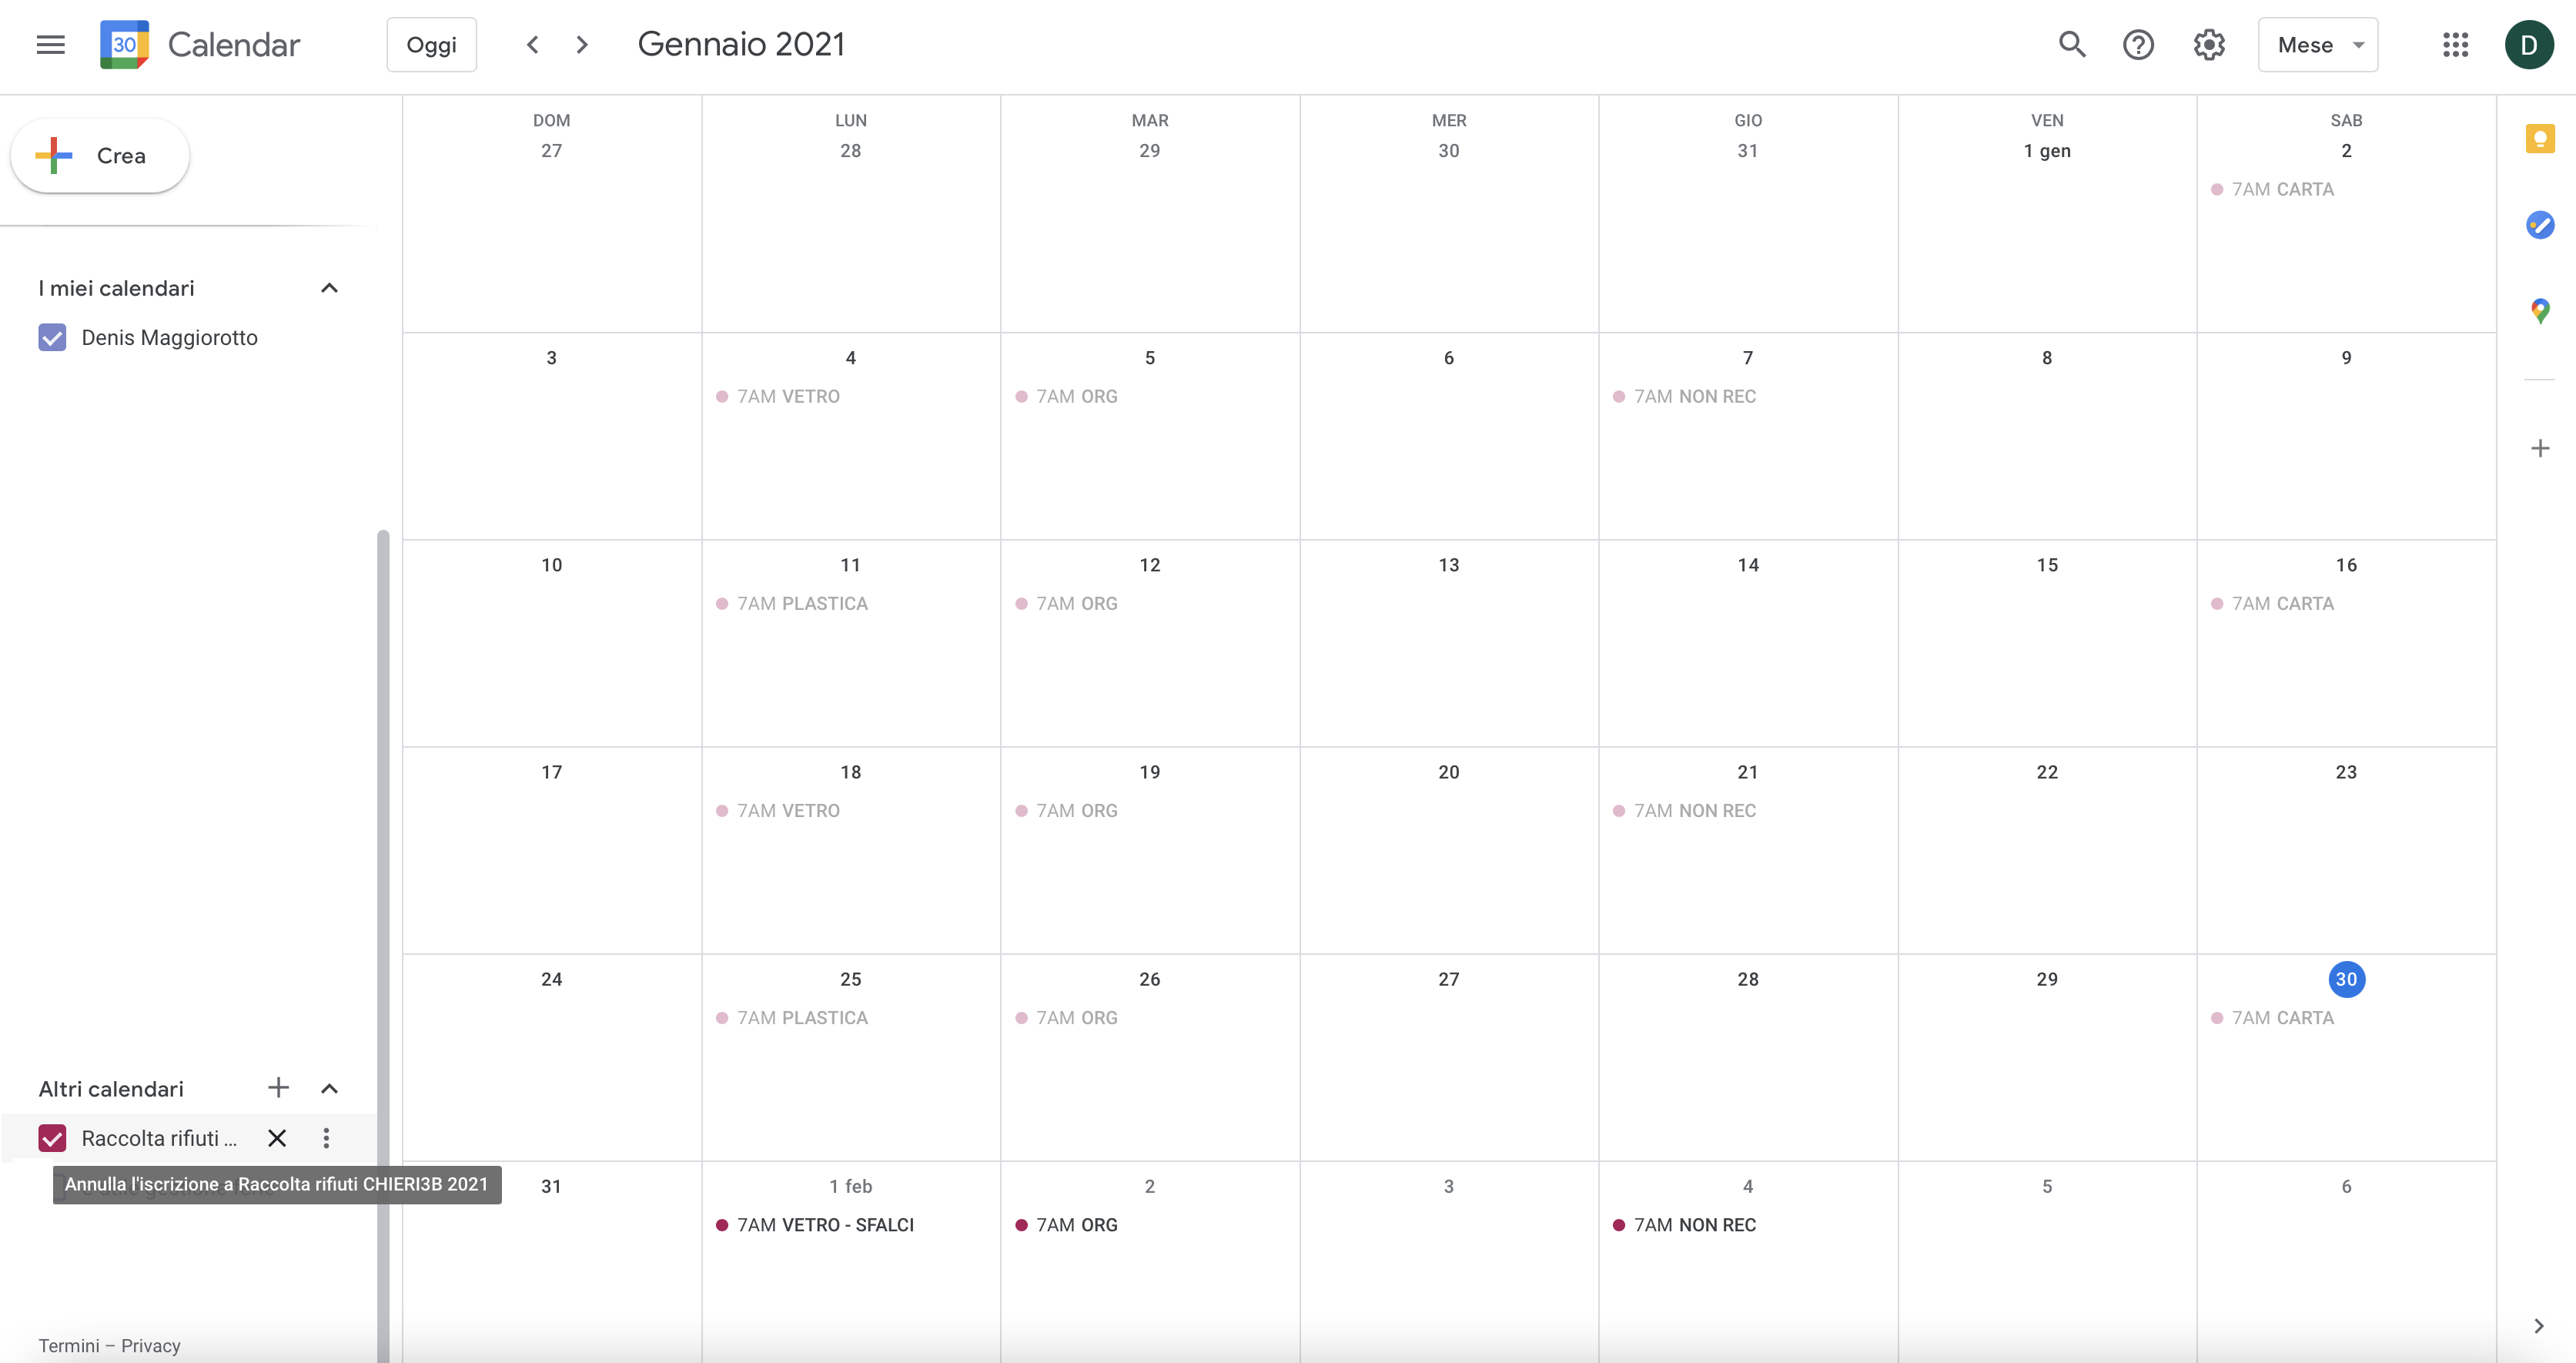 30 Calendar Oggi Gennaio 2021 Mese D
Crea
I miei calendari
Denis Maggiorotto
Altri calendari
Raccolta rifiuti ...
Annulla l'iscrizione a Raccolta rifiuti CHIERI3B 2021
Termini – Privacy
DOM LUN MAR MER GIO VEN SAB
27 28 29 30 31 1 gen 2
7AM CARTA
3 4 5 6 7 8 9
7AM VETRO 7AM ORG 7AM NON REC
10 11 12 13 14 15 16
7AM PLASTICA 7AM ORG 7AM CARTA
17 18 19 20 21 22 23
7AM VETRO 7AM ORG 7AM NON REC
24 25 26 27 28 29 30
7AM PLASTICA 7AM ORG 7AM CARTA
31 1 feb 2 3 4 5 6
7AM VETRO - SFALCI 7AM ORG 7AM NON REC